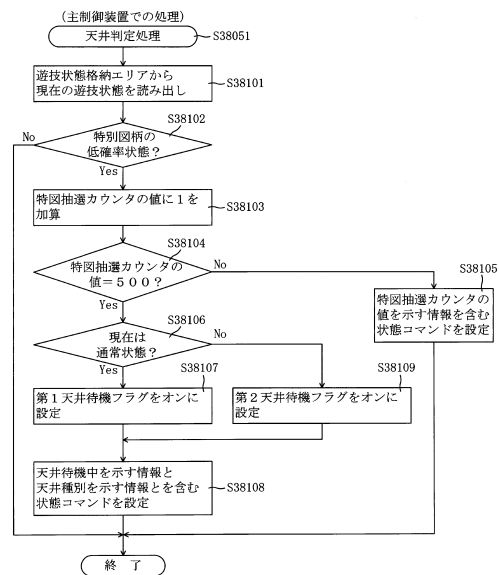 (主制御装置での処理)
天井判定処理
S38051
遊技状態格納エリアから
現在の遊技状態を読み出し
S38101
S38102
No
特別図柄の
低確率状態?
Yes
特図抽選カウンタの値に1を
加算
S38103
S38104
特図抽選カウンタの
値=500?
No
Yes
S38105
特図抽選カウンタの
値を示す情報を含む
状態コマンドを設定
S38106
現在は
通常状態?
No
Yes
S38107
第1天井待機フラグをオンに
設定
S38109
第2天井待機フラグをオンに
設定
天井待機中を示す情報と
天井種別を示す情報とを含む
状態コマンドを設定
S38108
終 了